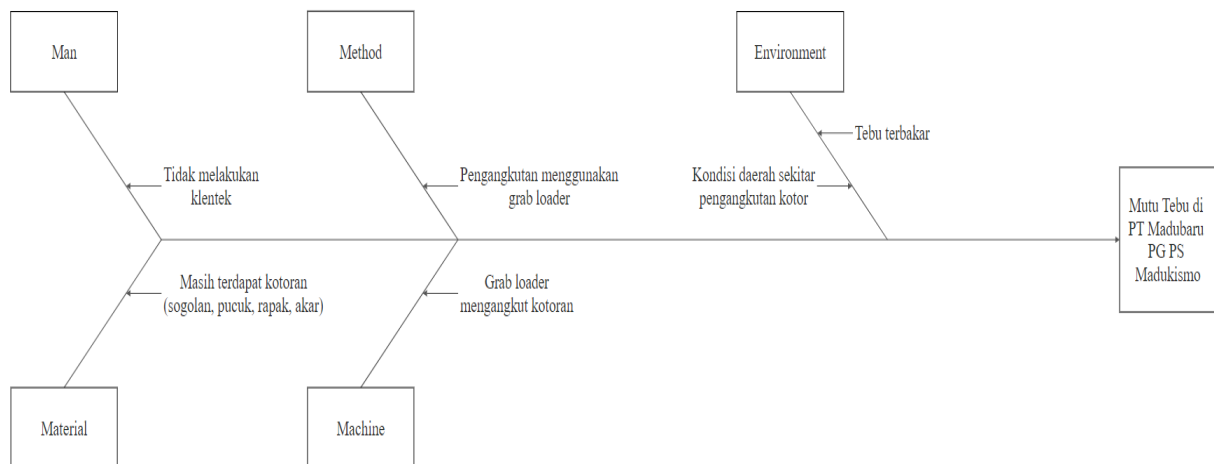 Man
Method
Environment
Tebu terbakar
Tidak melakukan
klentek
Pengangkutan menggunakan
grab loader
Kondisi daerah sekitar
pengangkutan kotor
Mutu Tebu di
PT Madubaru
PG PS
Madukismo
Masih terdapat kotoran
(sogolan, pucuk, rapak, akar)
Grab loader
mengangkut kotoran
Material
Machine